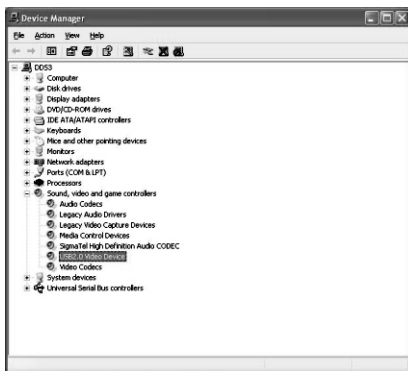 Device Manager
File Action View Help
DDS3
Computer
Disk drives
Display adapters
DVD/CD-ROM drives
IDE ATA/ATAPI controllers
Keyboards
Mice and other pointing devices
Monitors
Network adapters
Ports (COM & LPT)
Processors
Sound, video and game controllers
Audio Codecs
Legacy Audio Drivers
Legacy Video Capture Devices
Media Control Devices
SigmaTel High Definition Audio CODEC
USB2.0 Video Device
Video Codecs
System devices
Universal Serial Bus controllers